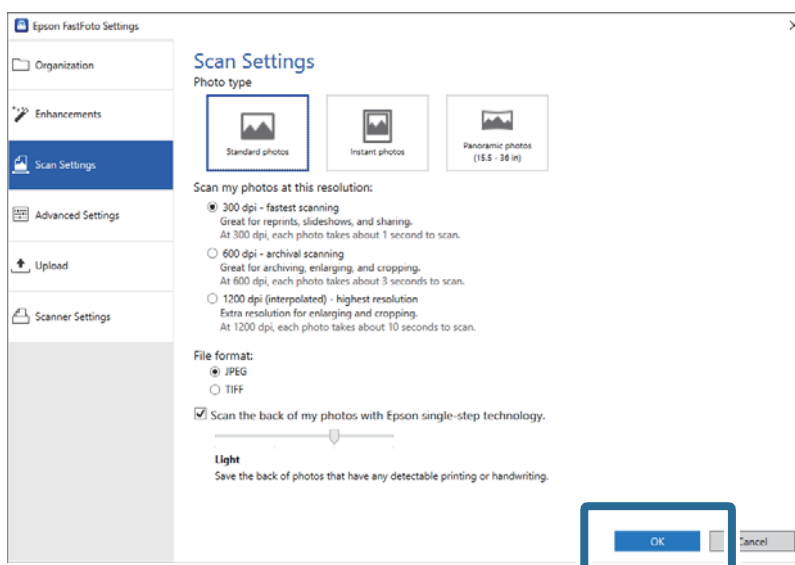 Epson FastFoto Settings
Organization
Enhancements
Scan Settings
Advanced Settings
Upload
Scanner Settings
Scan Settings
Photo type
Standard photos
Instant photos
Panoramic photos
(15.5 - 36 in)
Scan my photos at this resolution:
300 dpi - fastest scanning
Great for reprints, slideshows, and sharing.
At 300 dpi, each photo takes about 1 second to scan.
600 dpi - archival scanning
Great for archiving, enlarging, and cropping.
At 600 dpi, each photo takes about 3 seconds to scan.
1200 dpi (interpolated) - highest resolution
Extra resolution for enlarging and cropping.
At 1200 dpi, each photo takes about 10 seconds to scan.
File format:
JPEG
TIFF
Scan the back of my photos with Epson single-step technology.
Light
Save the back of photos that have any detectable printing or handwriting.
OK
Cancel